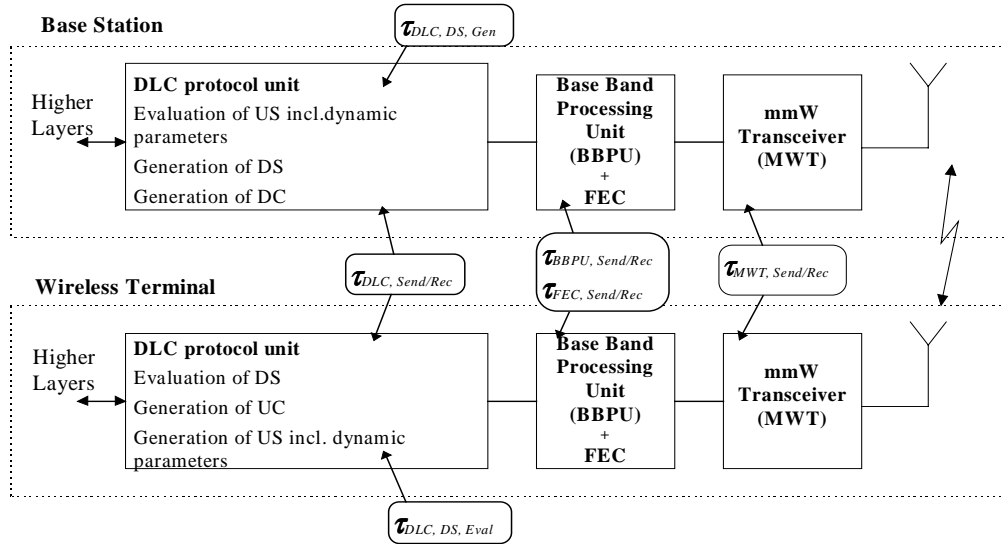 Base Station
τDLC, DS, Gen
Higher
Layers
DLC protocol unit
Evaluation of US incl.dynamic
parameters
Generation of DS
Generation of DC
Base Band
Processing
Unit
(BBPU)
+
FEC
mmW
Transceiver
(MWT)
τDLC, Send/Rec
τBBPU, Send/Rec
τFEC, Send/Rec
τMWT, Send/Rec
Wireless Terminal
Higher
Layers
DLC protocol unit
Evaluation of DS
Generation of UC
Generation of US incl. dynamic
parameters
Base Band
Processing
Unit
(BBPU)
+
FEC
mmW
Transceiver
(MWT)
τDLC, DS, Eval